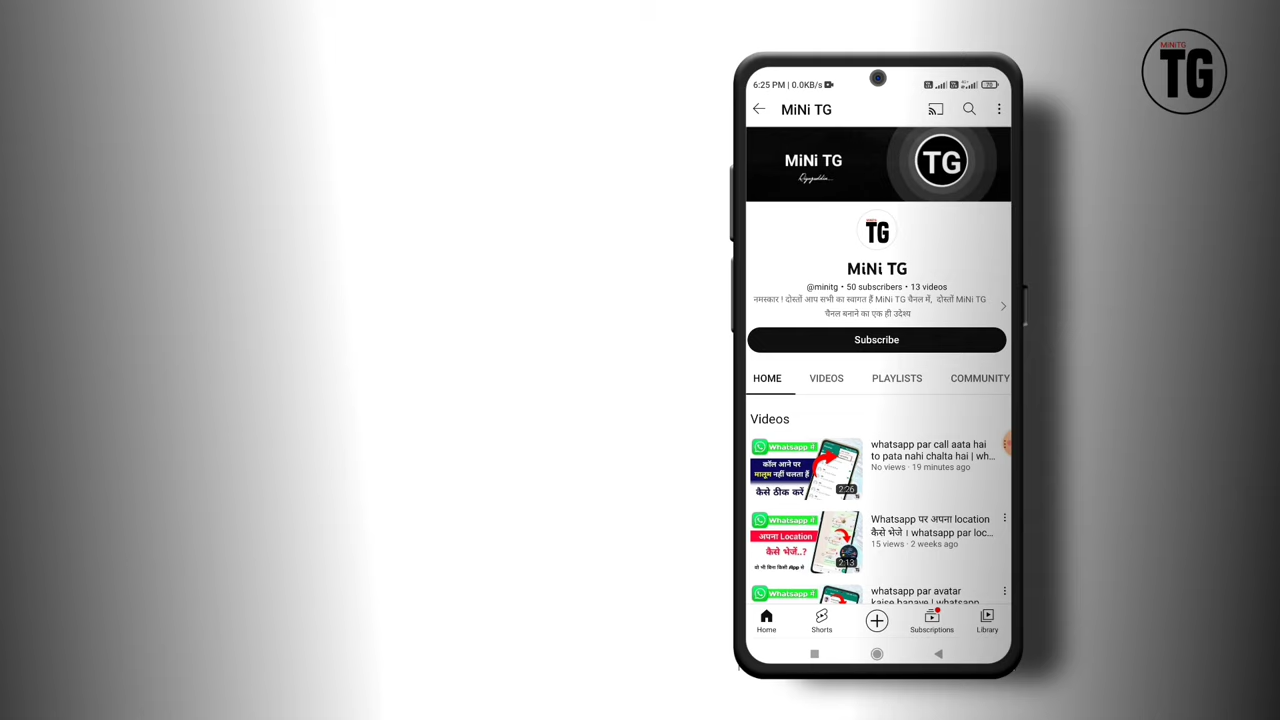 MiNiTG
TG
6:25 PM | 0.0KB/s
MiNi TG
MiNi TG
TG
TG
MiNi TG
@minitg • 50 subscribers • 13 videos
नमस्कार ! दोस्तों आप सभी का स्वागत हैं MiNi TG चैनल में, दोस्तों MiNi TG
चैनल बनाने का एक ही उदेश्य
Subscribe
HOME VIDEOS PLAYLISTS COMMUNITY
Videos
Whatsapp में
कॉल आने पर
मालूम नहीं चलता हैं
कैसे ठीक करें
2:26
whatsapp par call aata hai
to pata nahi chalta hai | wh...
No views · 19 minutes ago
Whatsapp में
अपना Location
कैसे भेजें..?
वो भी बिना किसी App से
2:13
Whatsapp पर अपना location
कैसे भेजे । whatsapp par loc...
15 views · 2 weeks ago
Whatsapp में
whatsapp par avatar
kaise banaye | whatsapp
Home Shorts Subscriptions Library